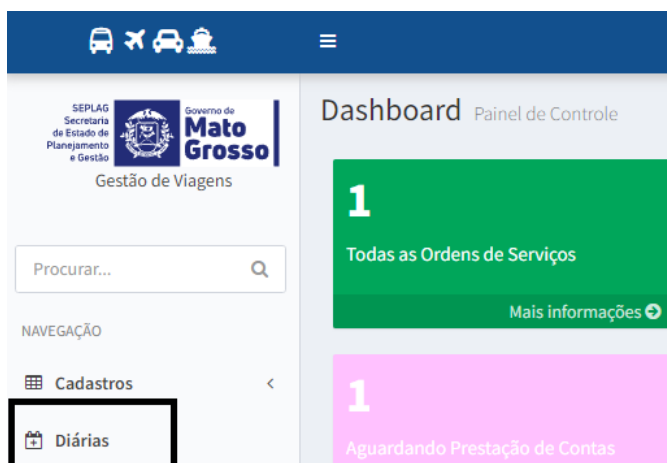 SEPLAG
Secretaria
de Estado de
Planejamento
e Gestão
Governo de
Mato
Grosso
Gestão de Viagens
Procurar...
NAVEGAÇÃO
Cadastros
Diárias
Dashboard Painel de Controle
1
Todas as Ordens de Serviços
Mais informações
1
Aguardando Prestação de Contas